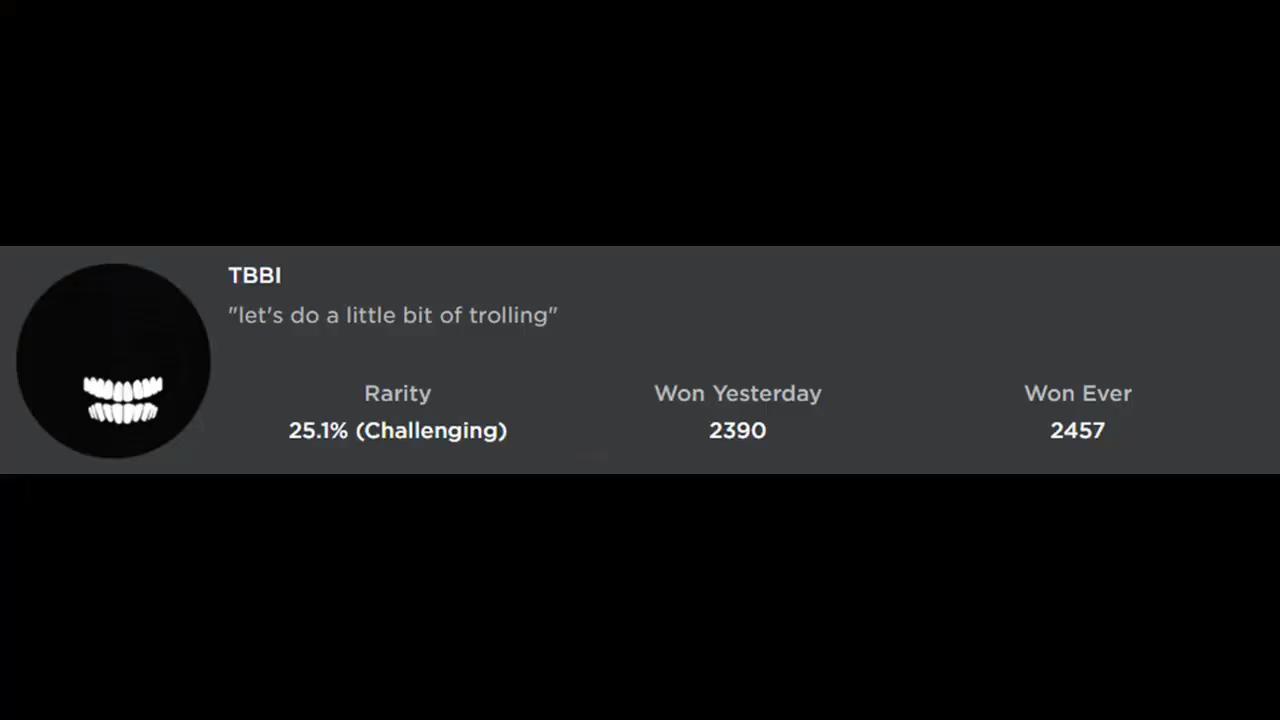 TBBI
"let's do a little bit of trolling"
Rarity
Won Yesterday
Won Ever
25.1% (Challenging)
2390
2457